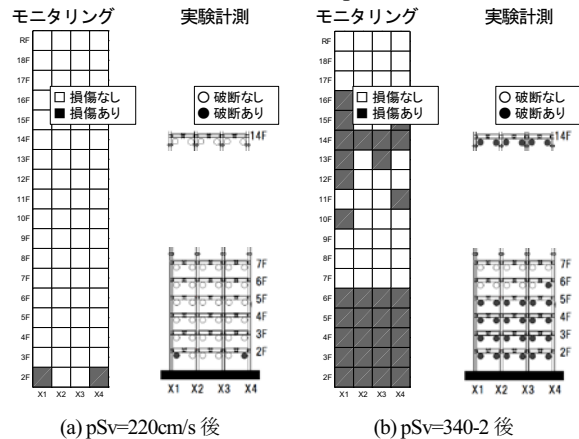 モニタリング 実験計測
RF
18F
17F
16F
15F
14F
13F
12F
11F
10F
9F
8F
7F
6F
5F
4F
3F
2F
X1 X2 X3 X4
□ 損傷なし
■ 損傷あり
○ 破断なし
● 破断あり
14F
7F
6F
5F
4F
3F
2F
X1 X2 X3 X4
(a) pSv=220cm/s 後
モニタリング 実験計測
RF
18F
17F
16F
15F
14F
13F
12F
11F
10F
9F
8F
7F
6F
5F
4F
3F
2F
X1 X2 X3 X4
□ 損傷なし
■ 損傷あり
○ 破断なし
● 破断あり
14F
7F
6F
5F
4F
3F
2F
X1 X2 X3 X4
(b) pSv=340-2 後